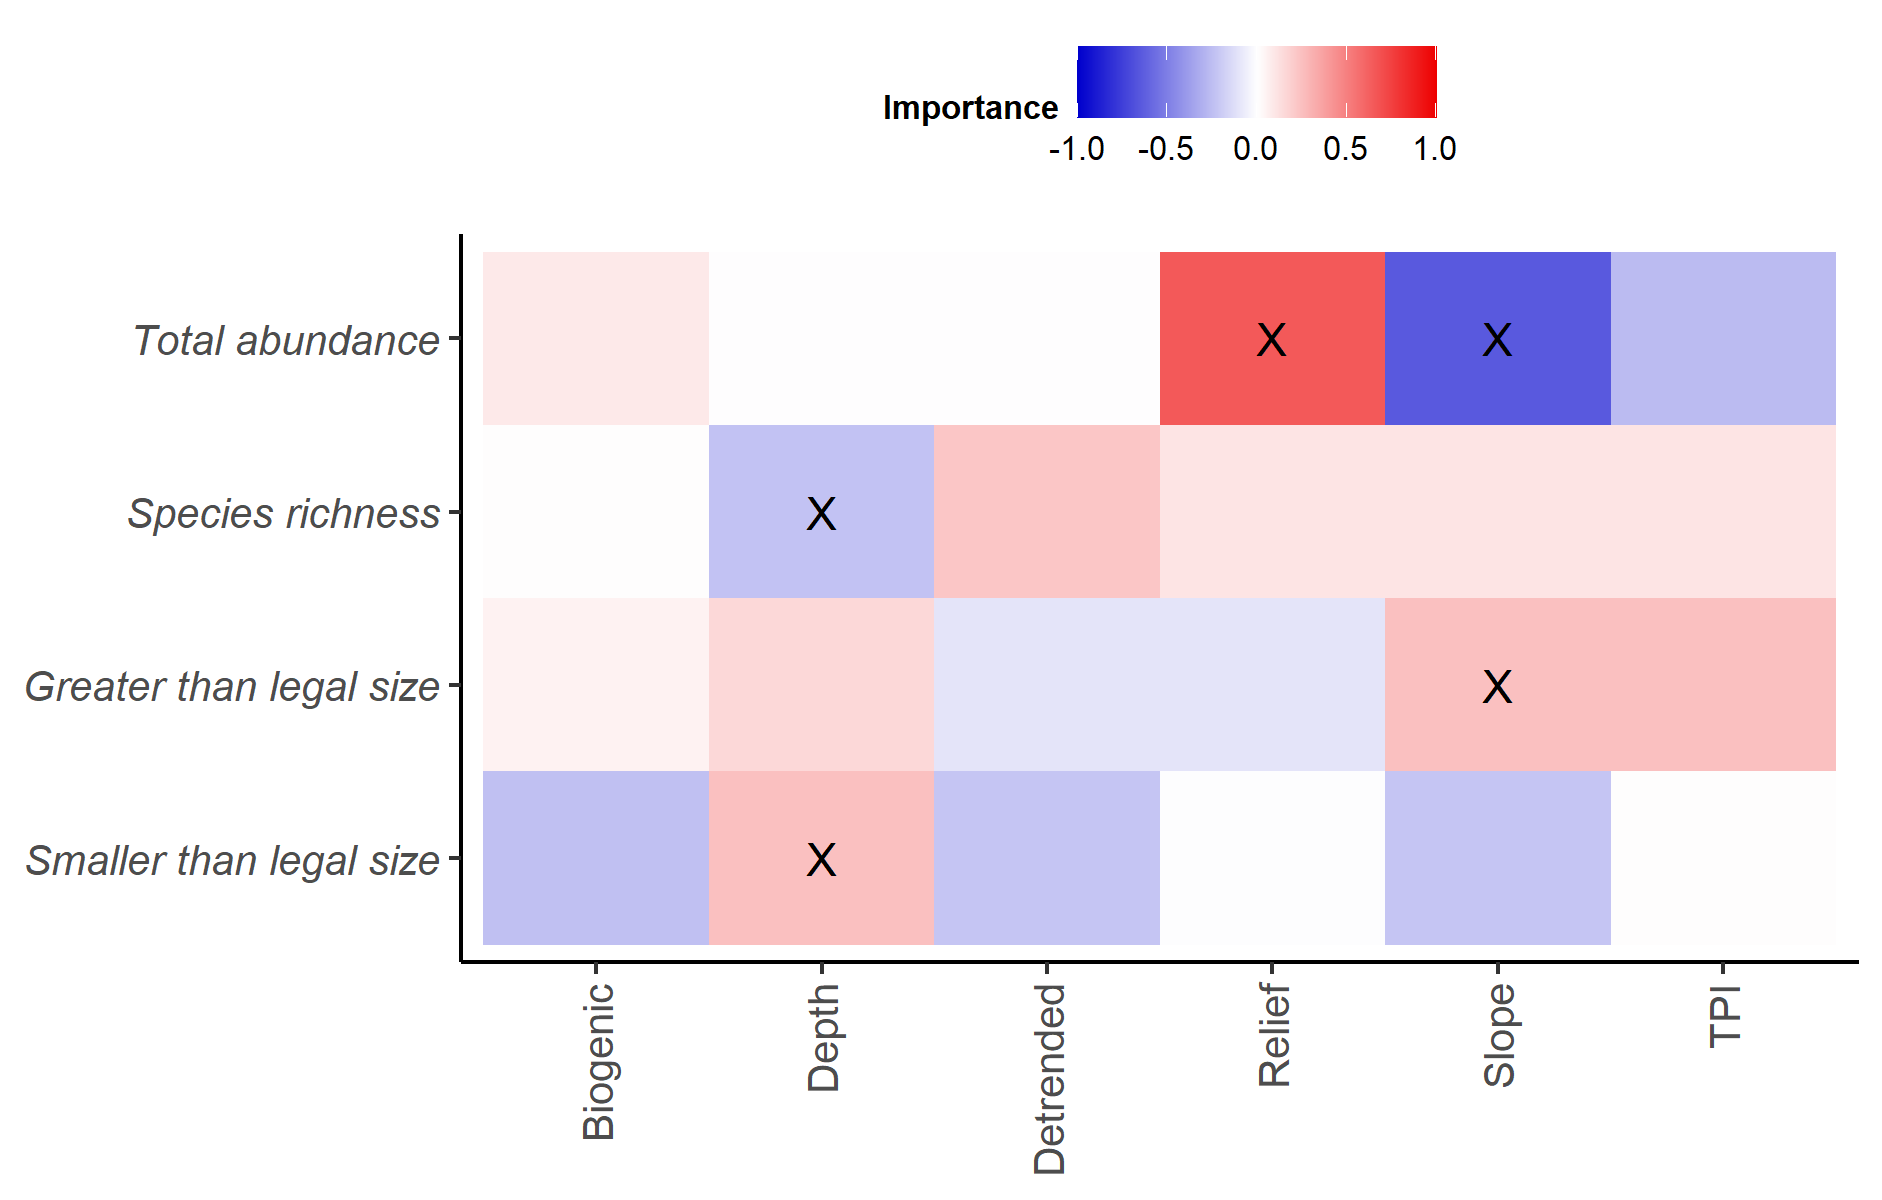 Importance
-1.0 -0.5 0.0 0.5 1.0
Total abundance
X X
Species richness
X
Greater than legal size
X
Smaller than legal size
X
Biogenic
Depth
Detrended
Relief
Slope
TPI